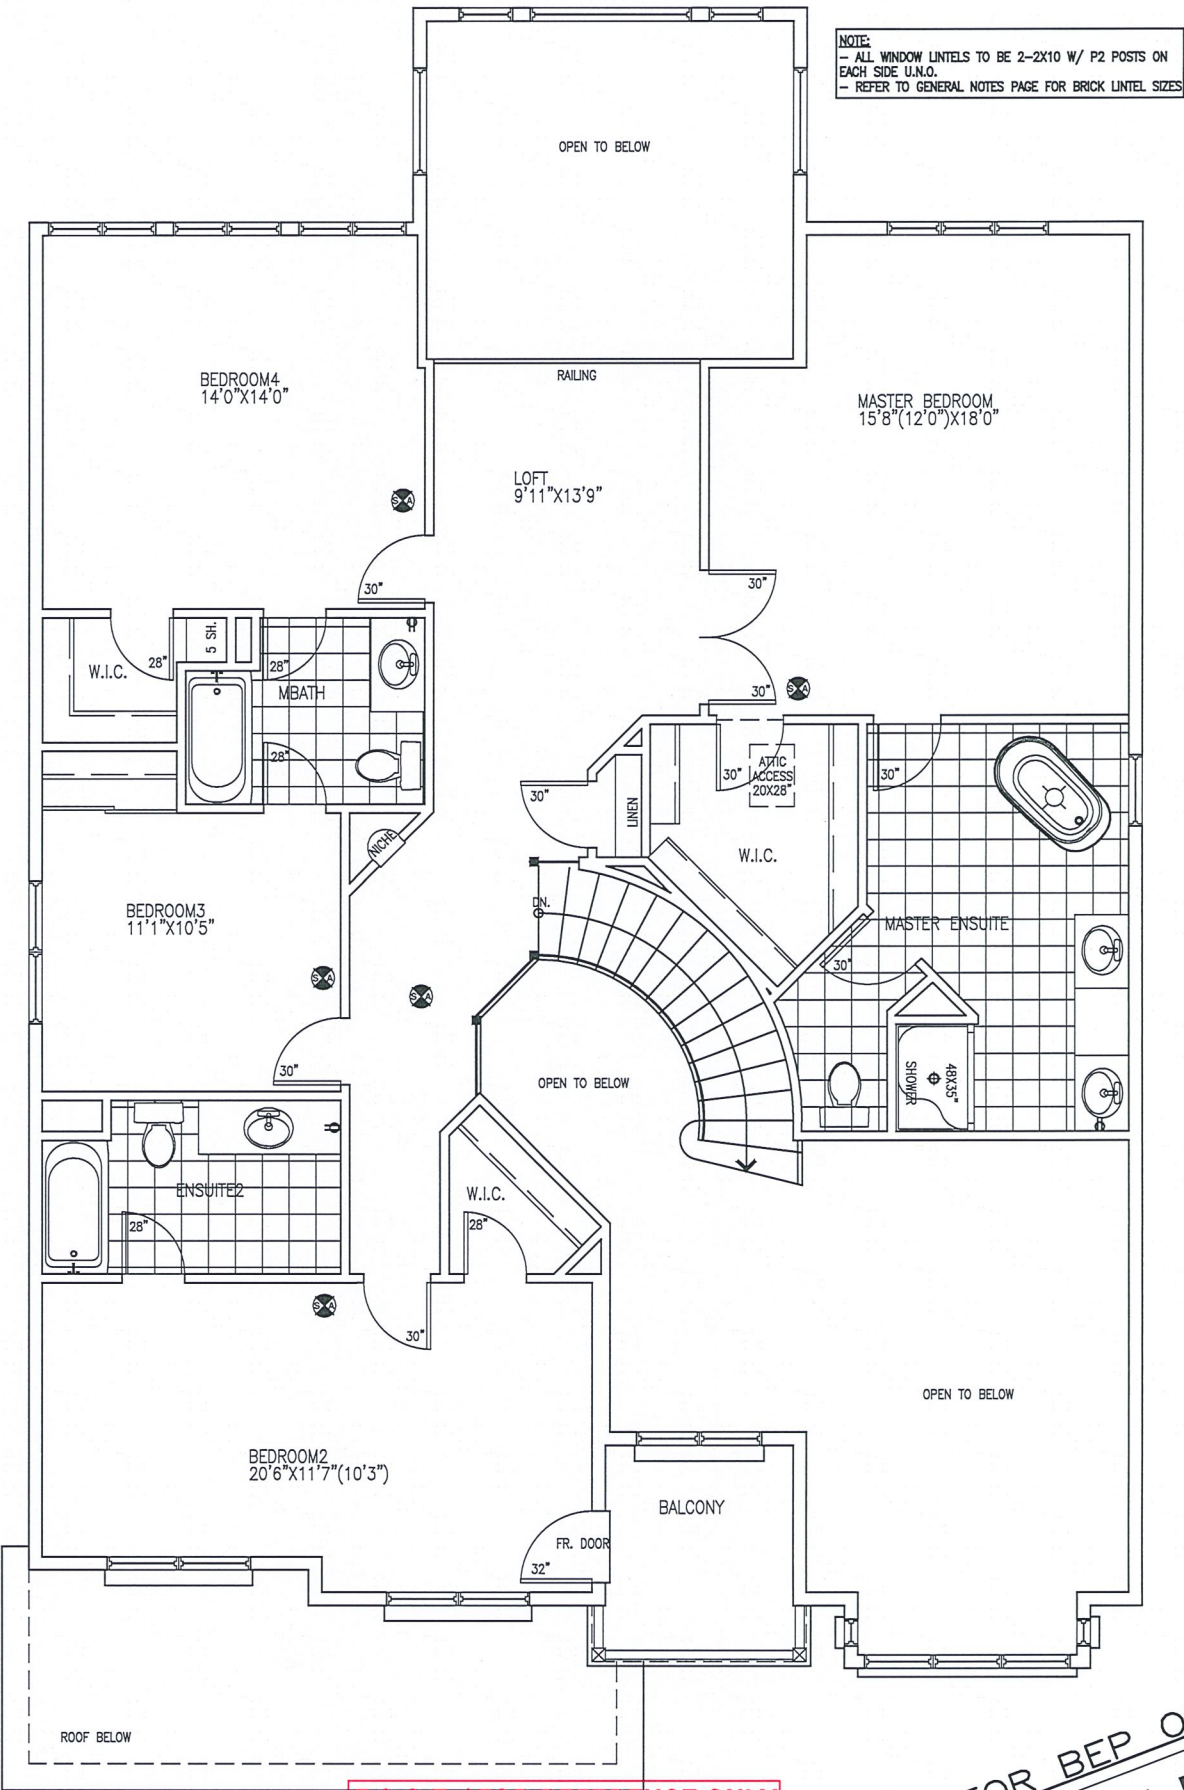 NOTE:
– ALL WINDOW LINTELS TO BE 2–2X10 W/ P2 POSTS ON
EACH SIDE U.N.O.
– REFER TO GENERAL NOTES PAGE FOR BRICK LINTEL SIZES
OPEN TO BELOW
RAILING
BEDROOM4
14'0"X14'0"
MASTER BEDROOM
15'8"(12'0")X18'0"
LOFT
9'11"X13'9"
S A
30"
30"
30"
S A
5 SH.
W.I.C.
28"
28"
MBATH
28"
30"
LINEN
30"
ATTIC
ACCESS
20X28"
30"
W.I.C.
NICHE
BEDROOM3
11'1"X10'5"
DN.
MASTER ENSUITE
30"
S A
S A
30"
OPEN TO BELOW
48X35"
SHOWER
ENSUITE2
28"
W.I.C.
28"
S A
30"
OPEN TO BELOW
BEDROOM2
20'6"X11'7"(10'3")
BALCONY
FR. DOOR
32"
ROOF BELOW
FOR BEP